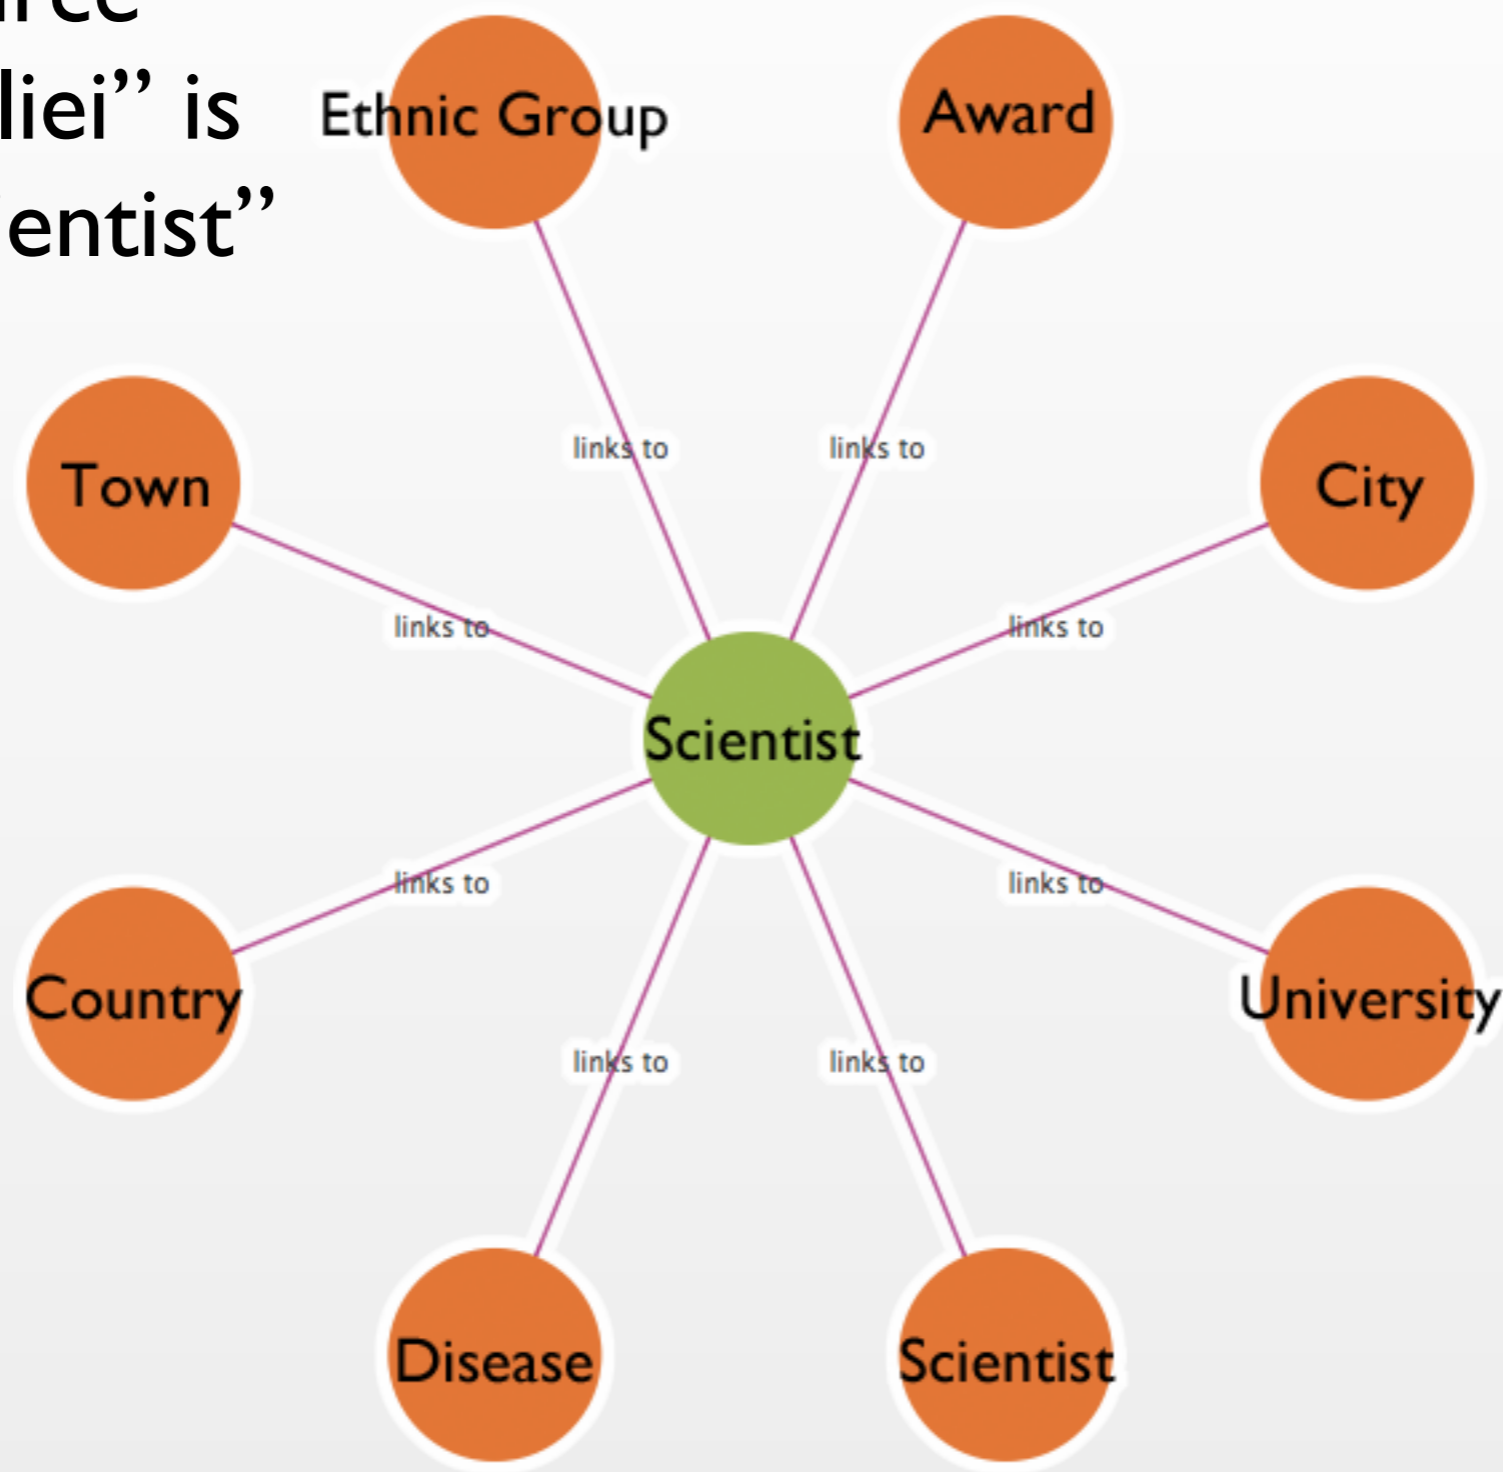 liei” is
entist”
Ethnic Group
Award
links to
links to
Town
City
links to
links to
Scientist
links to
links to
Country
University
links to
links to
Disease
Scientist